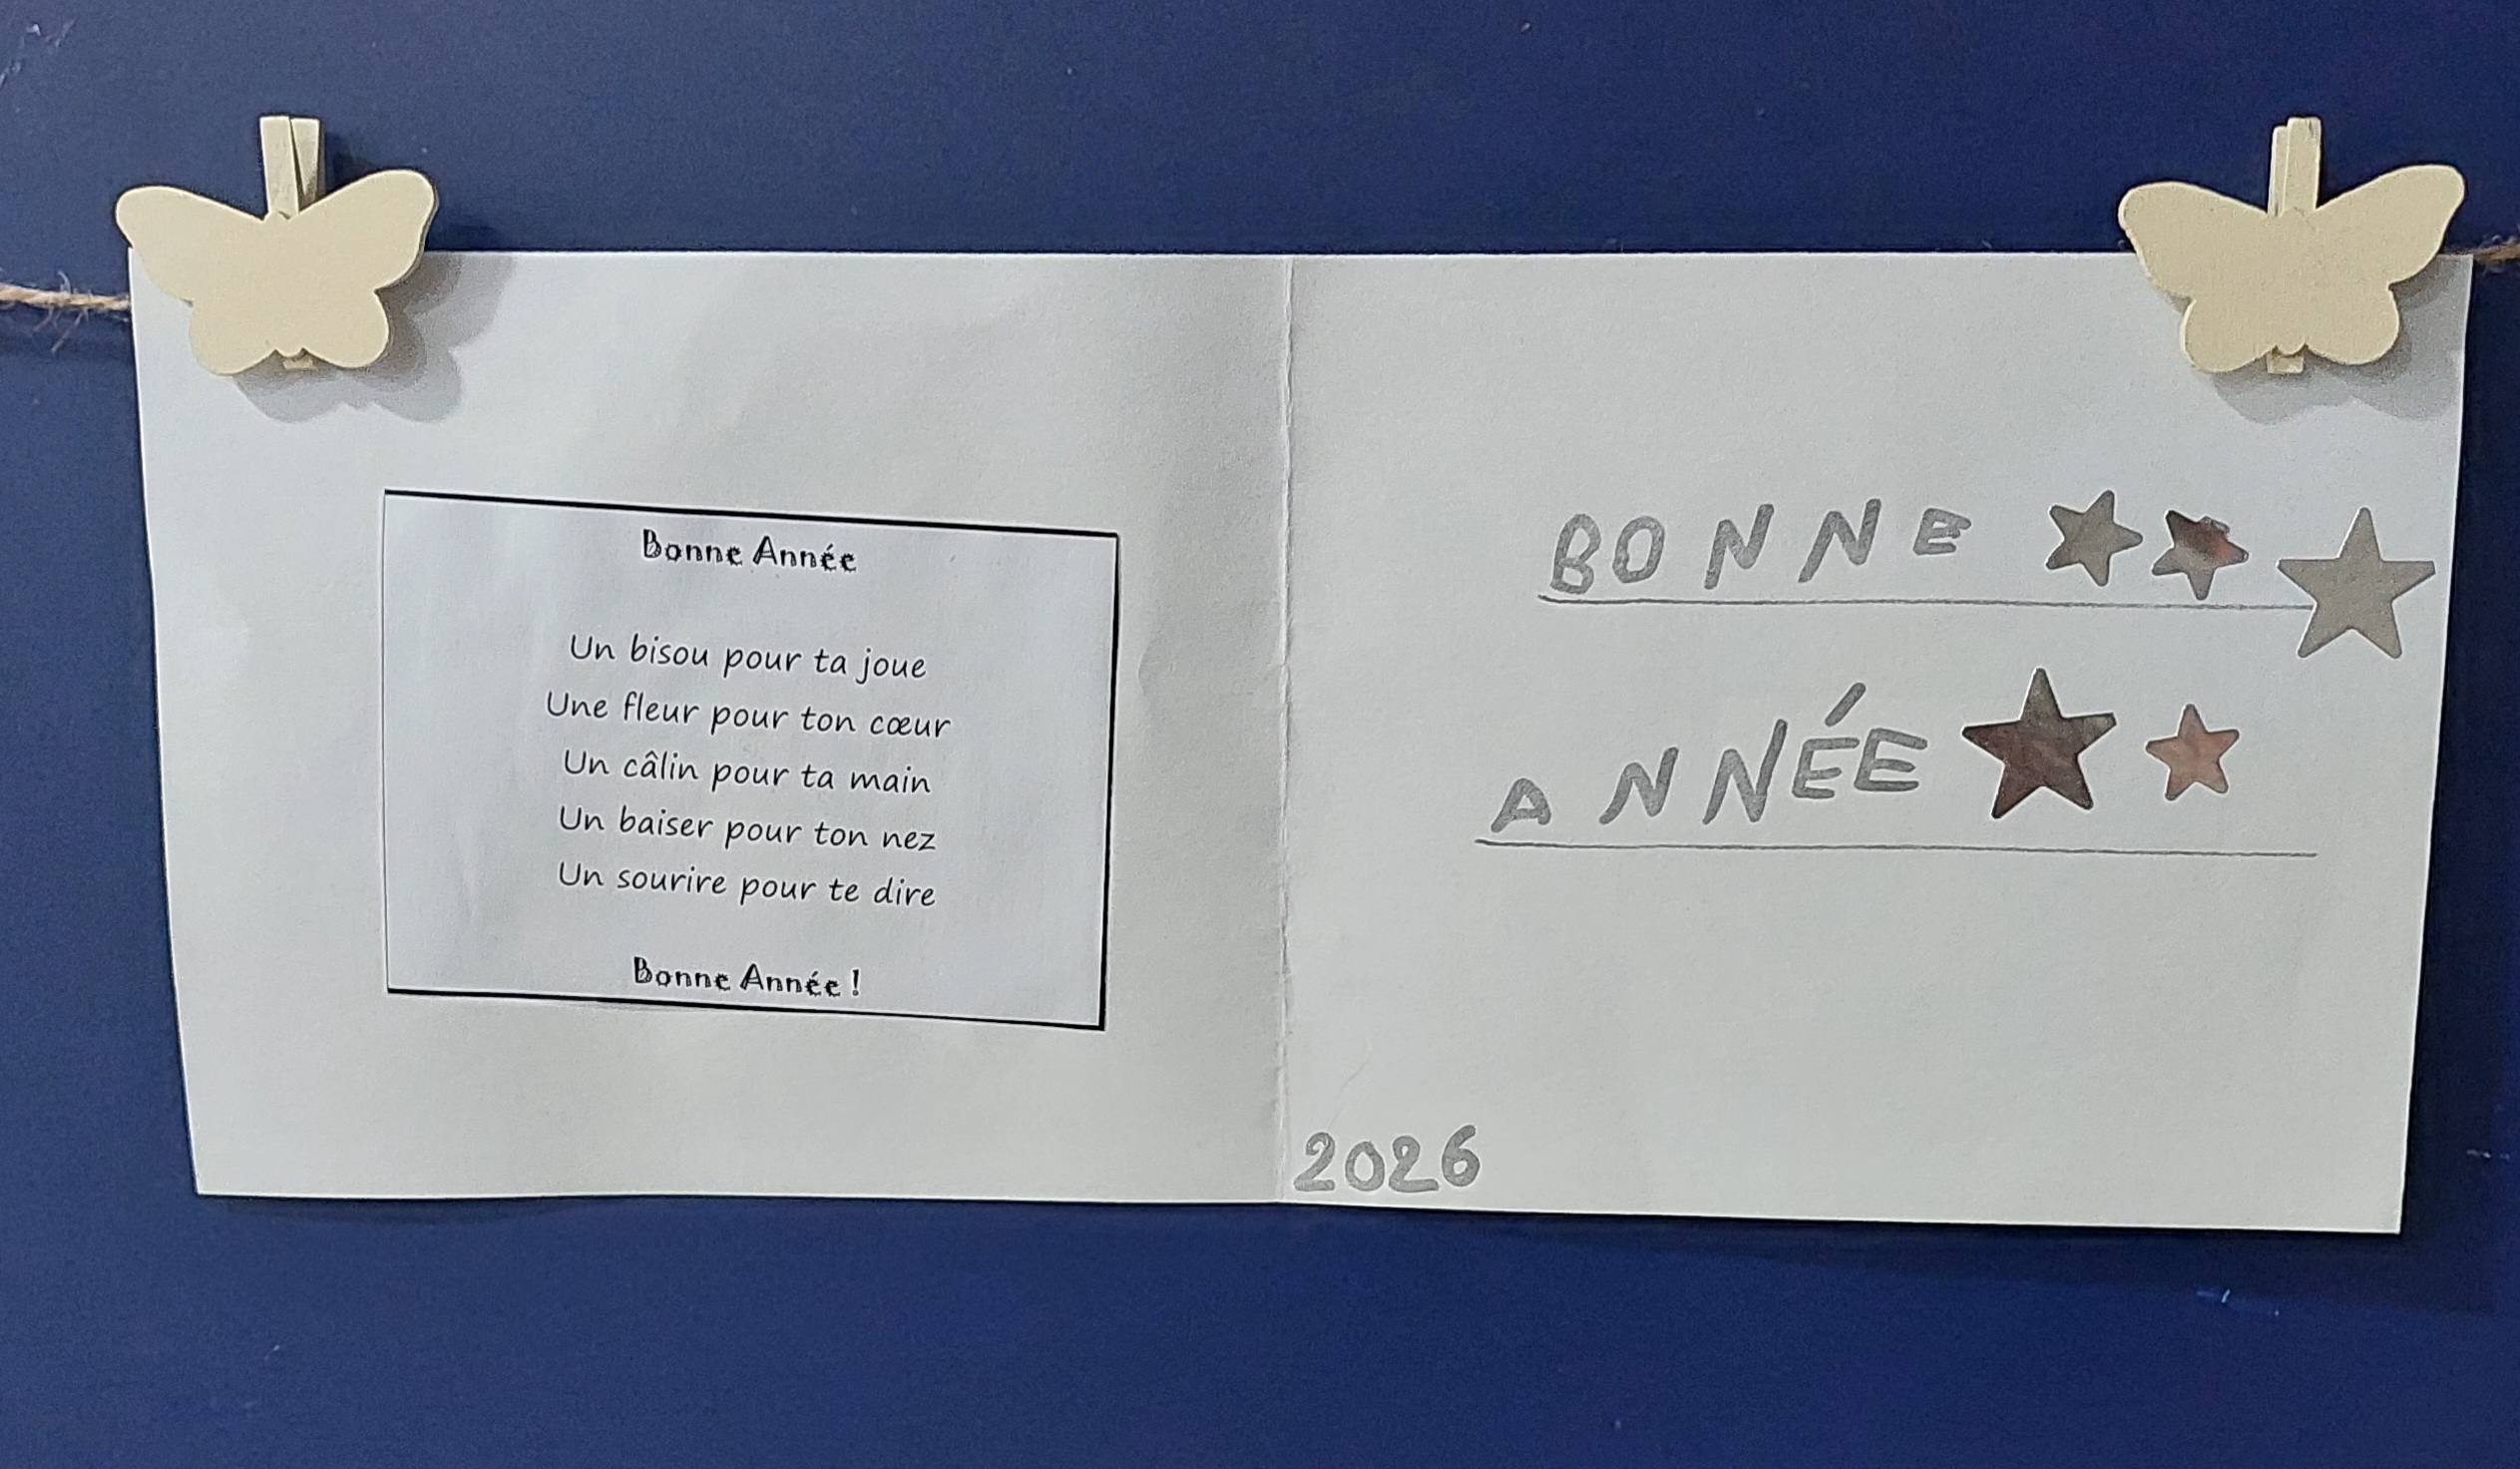 Bonne Année
Un bisou pour ta joue
Une fleur pour ton cœur
Un câlin pour ta main
Un baiser pour ton nez
Un sourire pour te dire
Bonne Année !
BONNE
ANNÉE
2026